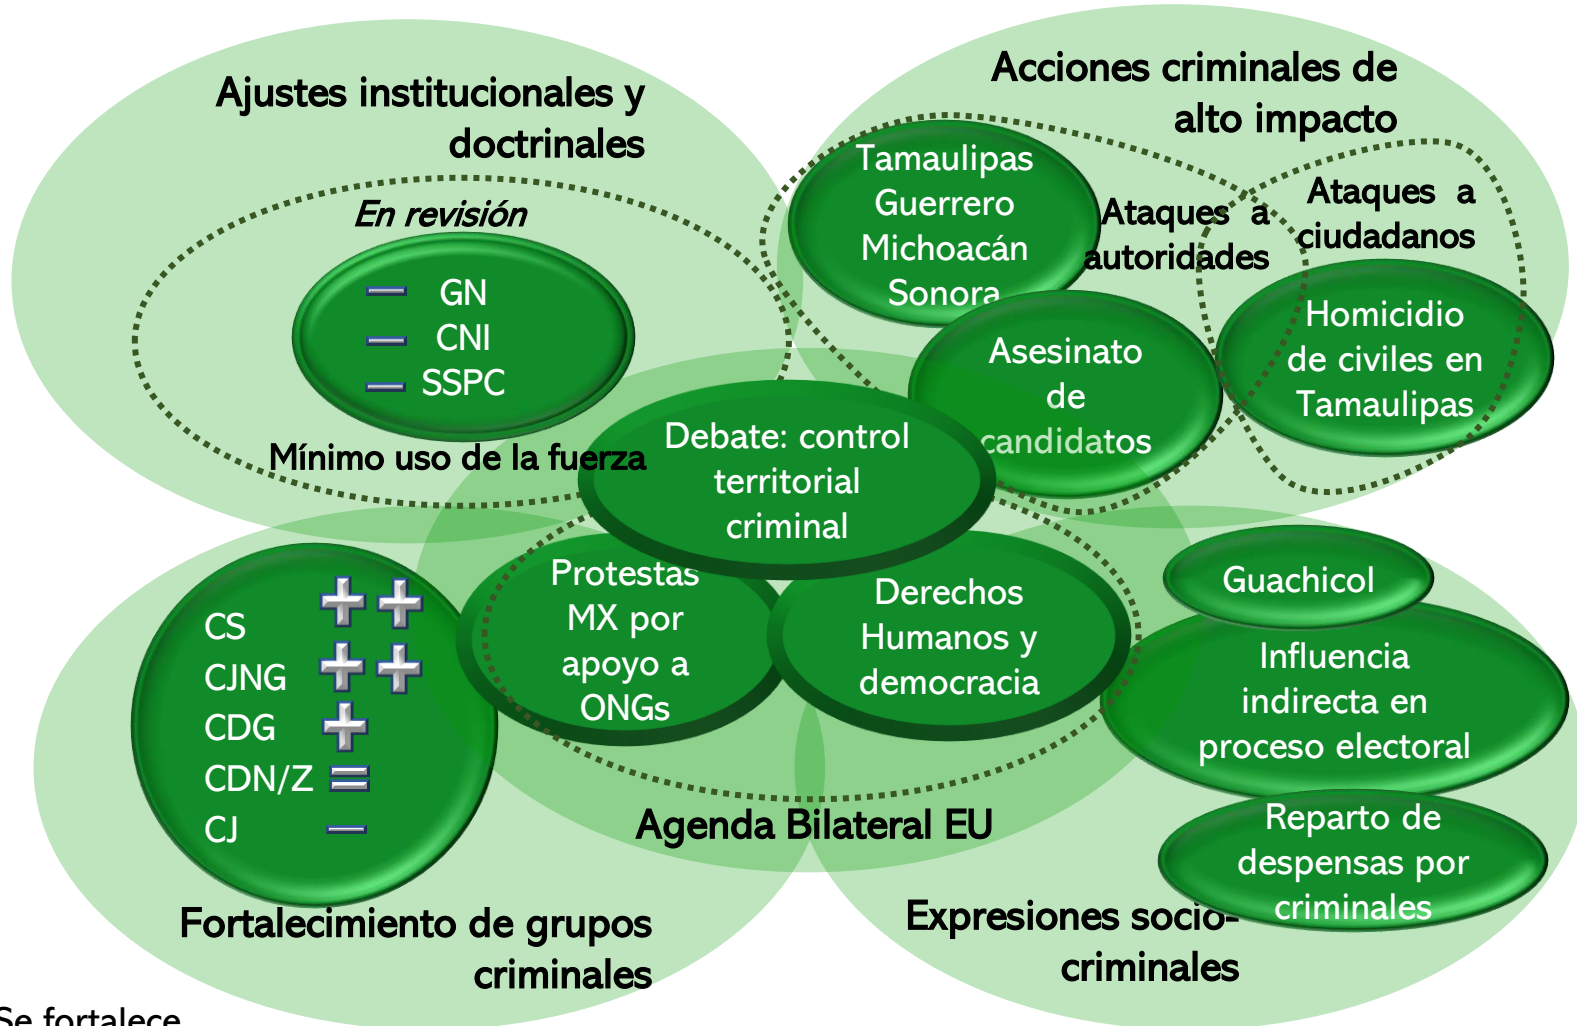 Ajustes institucionales y
doctrinales
En revisión
GN
CNI
SSPC
Mínimo uso de la fuerza
Acciones criminales de
alto impacto
Tamaulipas
Guerrero
Michoacán
Sonora
Ataques a
autoridades
Ataques a
ciudadanos
Asesinato
de
candidatos
Homicidio
de civiles en
Tamaulipas
Debate: control
territorial
criminal
Protestas
MX por
apoyo a
ONGs
Derechos
Humanos y
democracia
Agenda Bilateral EU
CS
CJNG
CDG
CDN/Z
CJ
Fortalecimiento de grupos
criminales
Guachicol
Influencia
indirecta en
proceso electoral
Reparto de
despensas por
criminales
Expresiones socio-
criminales
Se fortalece